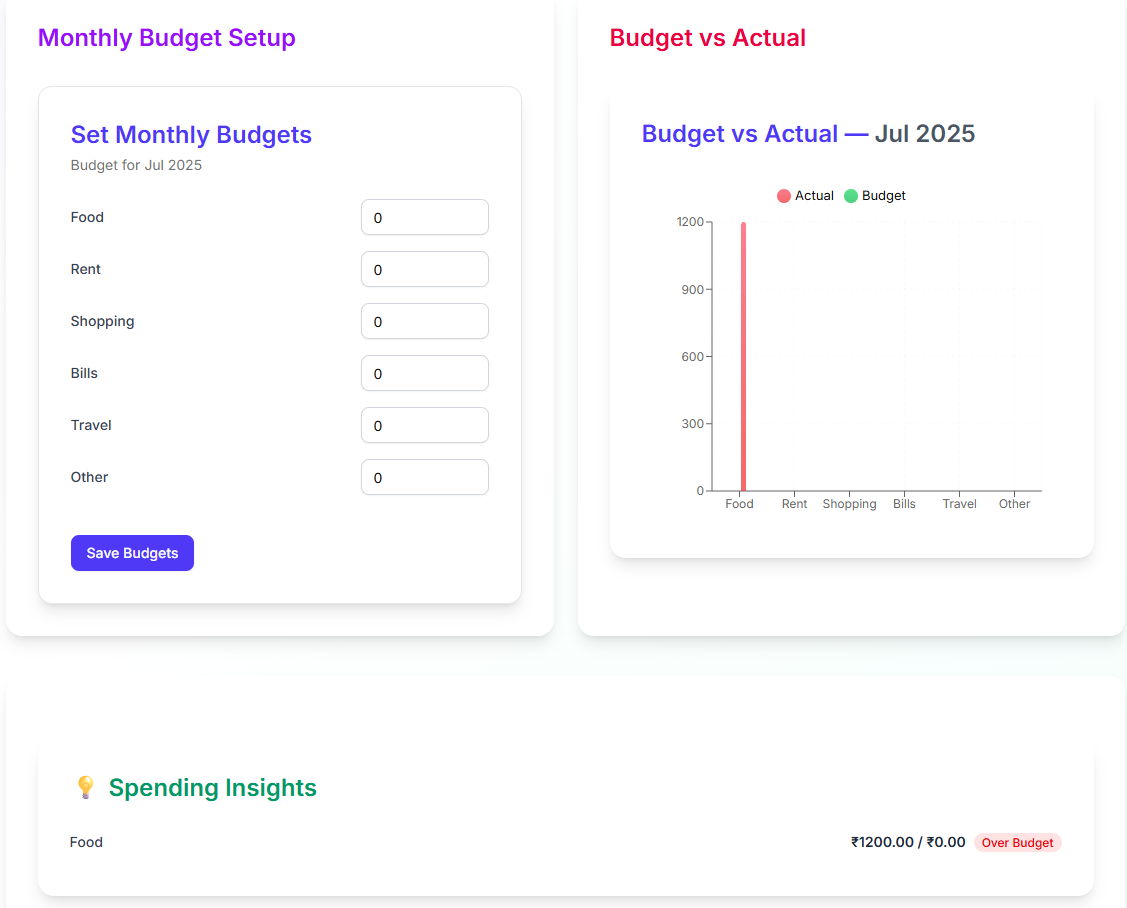 Monthly Budget Setup
Set Monthly Budgets
Budget for Jul 2025
Food 0
Rent 0
Shopping 0
Bills 0
Travel 0
Other 0
Save Budgets
Budget vs Actual
Budget vs Actual — Jul 2025
Actual Budget
1200
900
600
300
0
Food Rent Shopping Bills Travel Other
Spending Insights
Food ₹1200.00 / ₹0.00 Over Budget